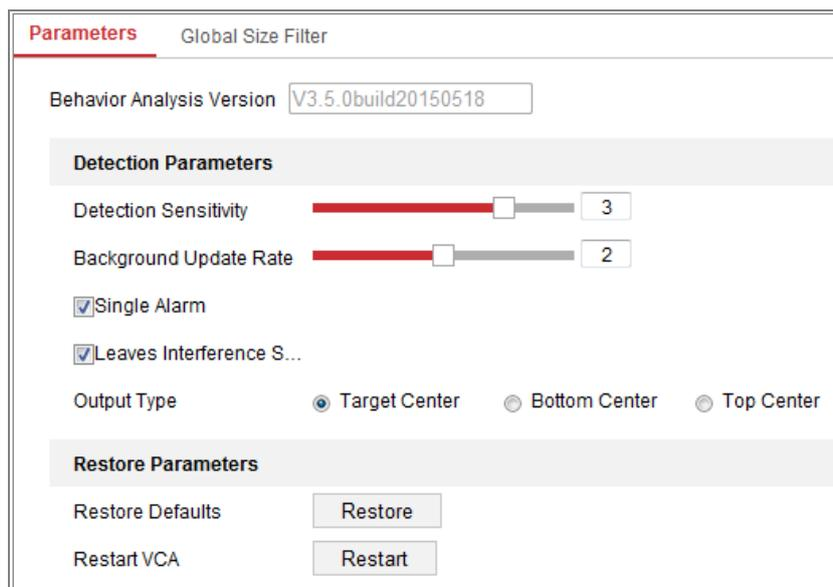 Parameters Global Size Filter
Behavior Analysis Version V3.5.0build20150518
Detection Parameters
Detection Sensitivity 3
Background Update Rate 2
Single Alarm
Leaves Interference S...
Output Type Target Center Bottom Center Top Center
Restore Parameters
Restore Defaults Restore
Restart VCA Restart